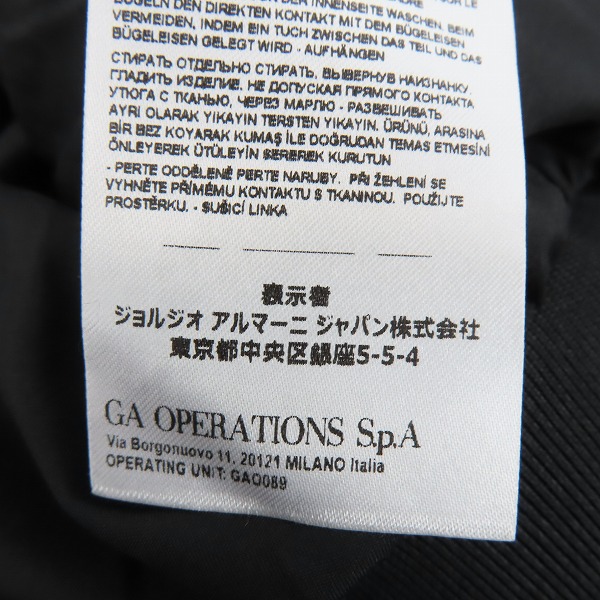 BÜGELN DEN DIREKTEN KONTAKT MIT DEM BÜGELEISEN
VERMEIDEN, INDEM EIN TUCH ZWISCHEN DAS TEIL UND DAS
BÜGELEISEN GELEGT WIRD - AUFHÄNGEN
СТИРАТЬ ОТДЕЛЬНО СТИРАТЬ, ВЫВЕРНУВ НАИЗНАНКУ.
ГЛАДИТЬ ИЗДЕЛИЕ, НЕ ДОПУСКАЯ ПРЯМОГО КОНТАКТА
УТЮГА С ТКАНЬЮ, ЧЕРЕЗ МАРЛЮ - РАЗВЕШИВАТЬ
AYRI OLARAK YIKAYIN TERSTEN YIKAYIN. ÜRÜNÜ, ARASINA
BİR BEZ KOYARAK KUMAŞ İLE DOĞRUDAN TEMAS ETMESİNİ
ÖNLEYEREK ÜTÜLEYİN SEREREK KURUTUN
- PERTE ODDĚLENĚ PERTE NARUBY. PŘI ŽEHLENÍ SE
VYHNĚTE PŘÍMÉMU KONTAKTU S TKANINOU. POUŽIJTE
PROSTĚRKU. - SUŠICÍ LINKA
表示者
ジョルジオ アルマーニ ジャパン株式会社
東京都中央区銀座5-5-4
GA OPERATIONS S.p.A
Via Borgonuovo 11, 20121 MILANO Italia
OPERATING UNIT: GAO089